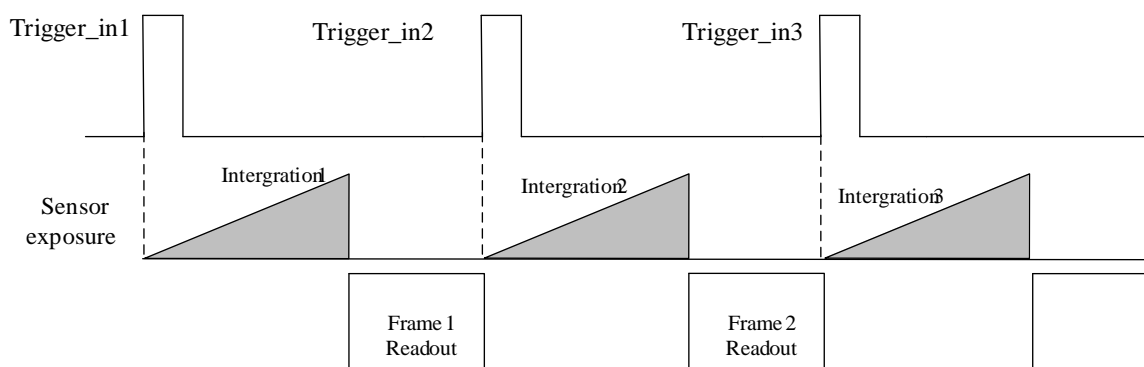 Trigger_in1
Trigger_in2
Trigger_in3
Intergration1
Intergration2
Intergration3
Sensor
exposure
Frame 1
Readout
Frame 2
Readout